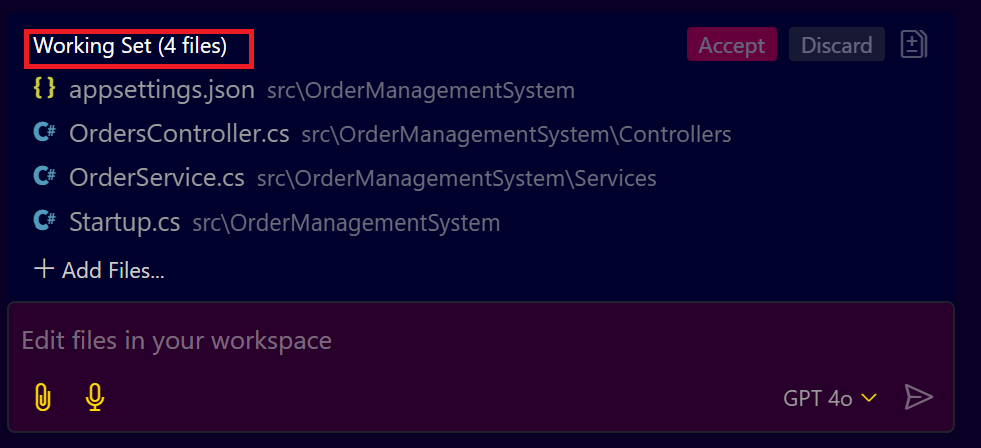 Working Set (4 files) Accept Discard
{} appsettings.json src\OrderManagementSystem
C# OrdersController.cs src\OrderManagementSystem\Controllers
C# OrderService.cs src\OrderManagementSystem\Services
C# Startup.cs src\OrderManagementSystem
+ Add Files...
Edit files in your workspace
GPT 4o